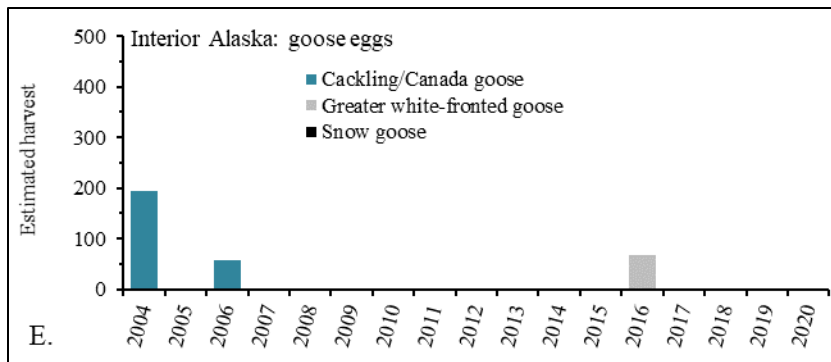 Interior Alaska: goose eggs
Cackling/Canada goose
Greater white-fronted goose
Snow goose
Estimated harvest
500
400
300
200
100
0
2004 2005 2006 2007 2008 2009 2010 2011 2012 2013 2014 2015 2016 2017 2018 2019 2020
E.